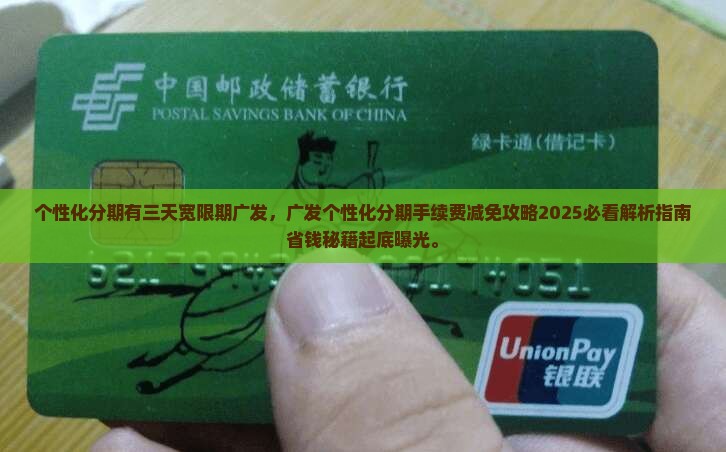 中国邮政储蓄银行
POSTAL SAVINGS BANK OF CHINA
绿卡通(借记卡)
个性化分期有三天宽限期广发，广发个性化分期手续费减免攻略2025必看解析指南
省钱秘籍起底曝光。
UnionPay
银联